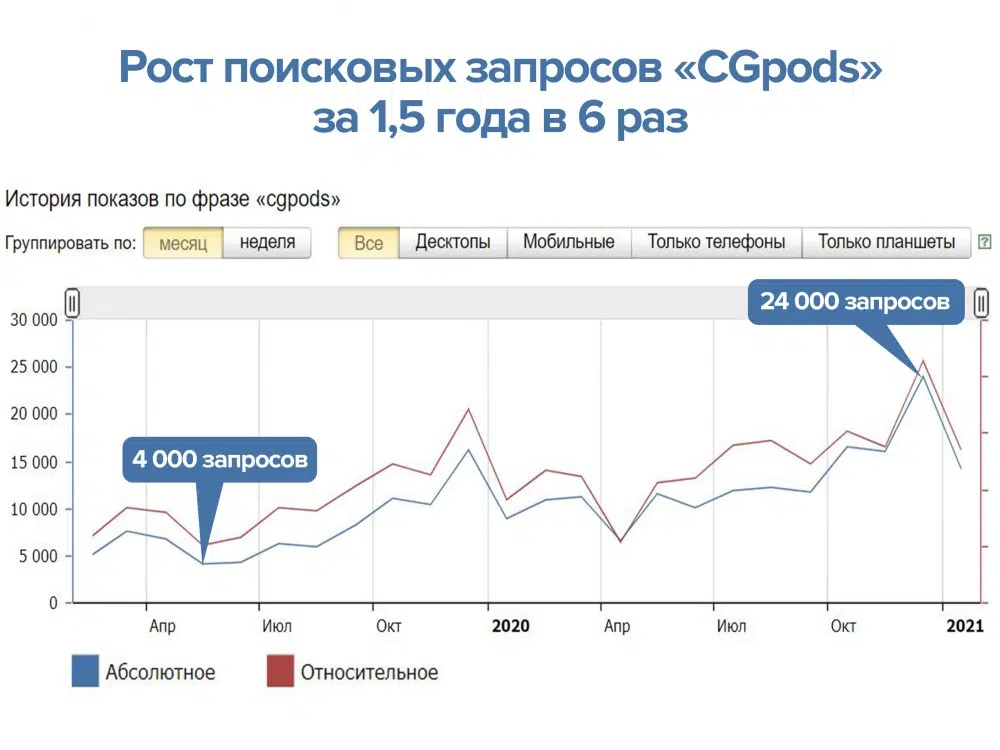 Рост поисковых запросов «CGpods»
за 1,5 года в 6 раз
История показов по фразе «cgpods»
Группировать по: месяц неделя Все Десктопы Мобильные Только телефоны Только планшеты ?
24 000 запросов
30 000
25 000
20 000
15 000
4 000 запросов
10 000
5 000
0
Апр Июл Окт 2020 Апр Июл Окт 2021
Абсолютное Относительное